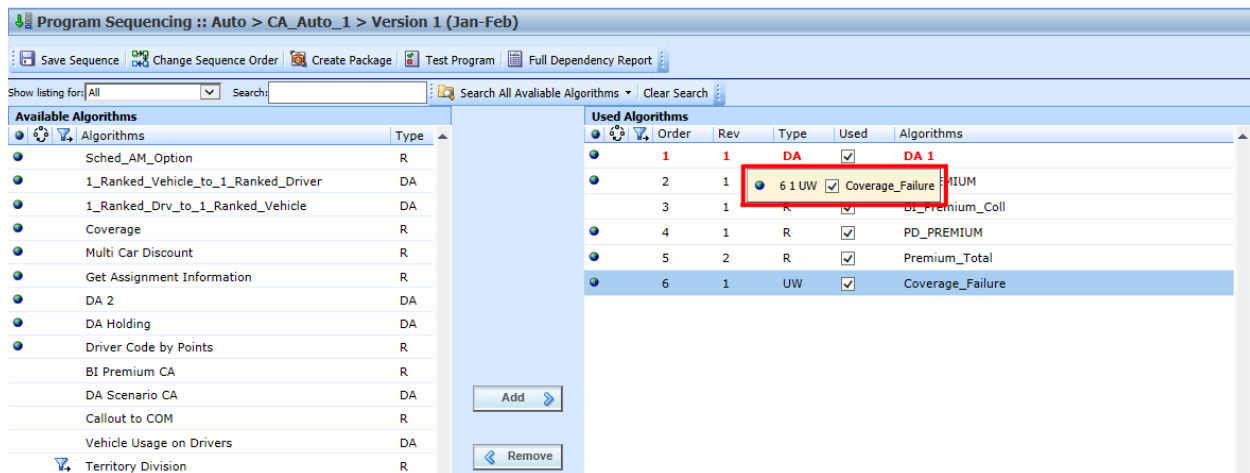 Program Sequencing :: Auto > CA_Auto_1 > Version 1 (Jan-Feb)
Save Sequence Change Sequence Order Create Package Test Program Full Dependency Report
Show listing for: All Search: Search All Avaliable Algorithms Clear Search
Available Algorithms
Algorithms Type
Sched_AM_Option R
1_Ranked_Vehicle_to_1_Ranked_Driver DA
1_Ranked_Drv_to_1_Ranked_Vehicle DA
Coverage R
Multi Car Discount R
Get Assignment Information R
DA 2 DA
DA Holding DA
Driver Code by Points R
BI Premium CA R
DA Scenario CA DA
Callout to COM R
Vehicle Usage on Drivers DA
Territory Division R
Add
Remove
Used Algorithms
Order Rev Type Used Algorithms
1 1 DA DA 1
2 1 MIUM
6 1 UW Coverage_Failure
3 1 R BI_Premium_Coll
4 1 R PD_PREMIUM
5 2 R Premium_Total
6 1 UW Coverage_Failure